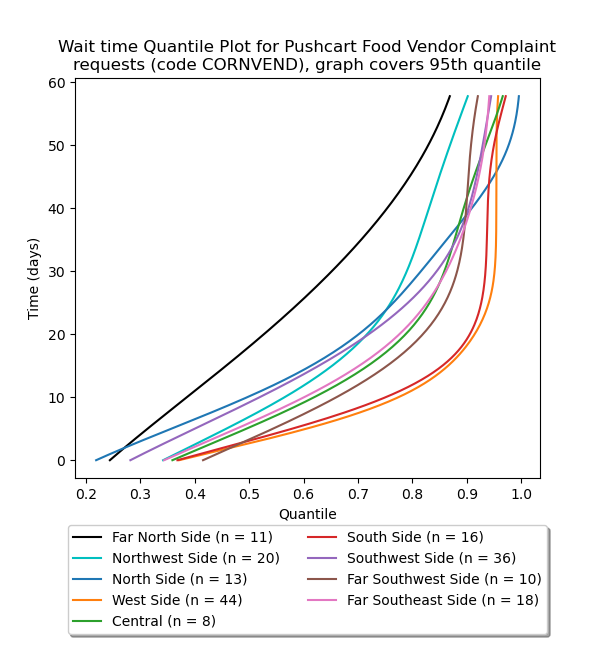 Wait time Quantile Plot for Pushcart Food Vendor Complaint
requests (code CORNVEND), graph covers 95th quantile
60
50
40
30
20
10
0
Time (days)
0.2 0.3 0.4 0.5 0.6 0.7 0.8 0.9 1.0
Quantile
Far North Side (n = 11)
Northwest Side (n = 20)
North Side (n = 13)
West Side (n = 44)
Central (n = 8)
South Side (n = 16)
Southwest Side (n = 36)
Far Southwest Side (n = 10)
Far Southeast Side (n = 18)